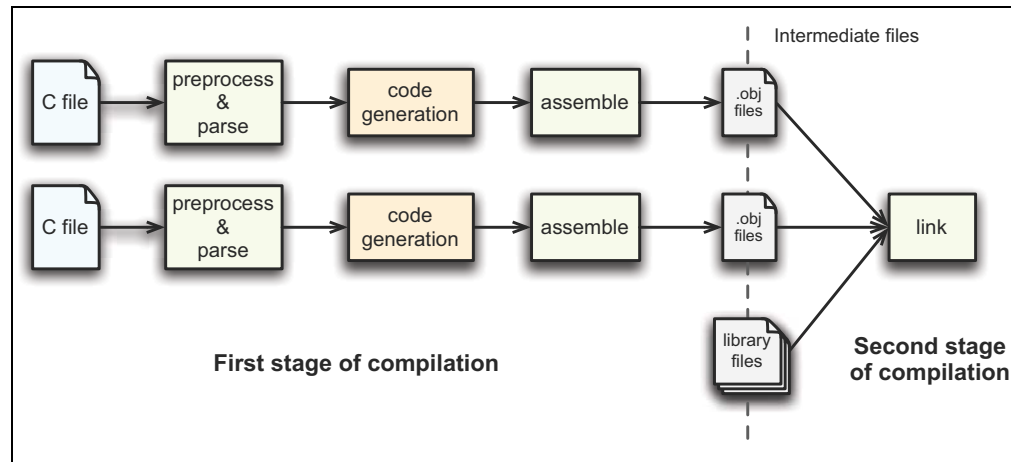 Intermediate files
C file
preprocess
&
parse
code
generation
assemble
.obj
files
C file
preprocess
&
parse
code
generation
assemble
.obj
files
link
library
files
First stage of compilation
Second stage
of compilation